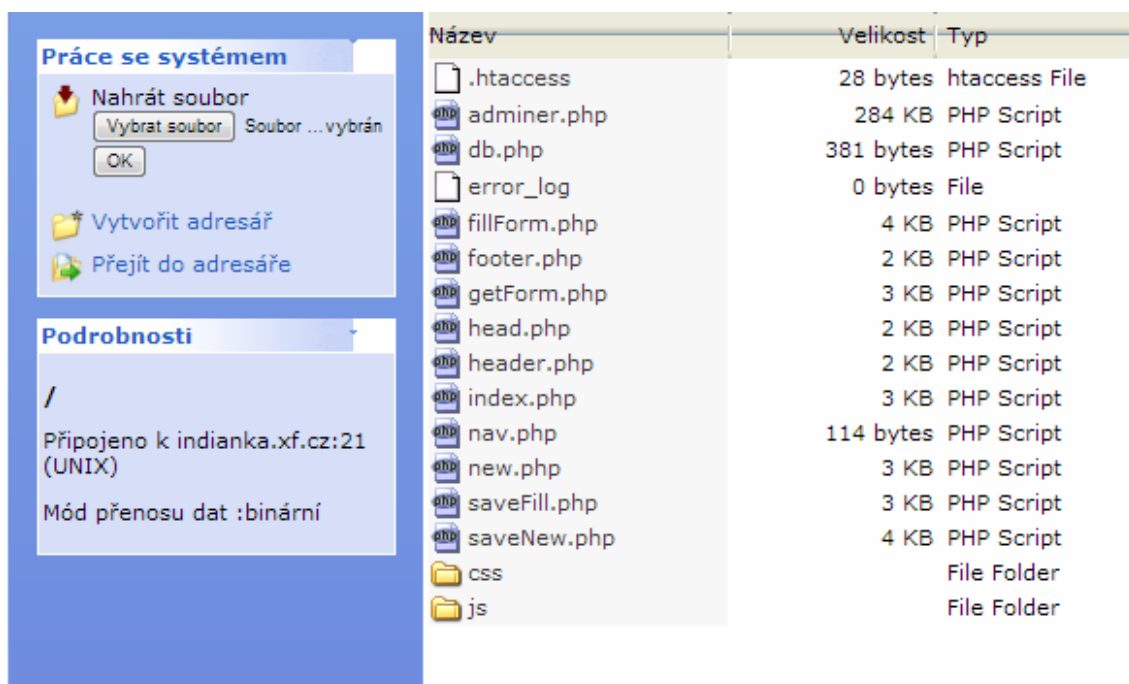 Práce se systémem
Nahrát soubor
Vybrat soubor Soubor ...vybrán
OK
Vytvořit adresář
Přejít do adresáře
Podrobnosti
/
Připojeno k indianka.xf.cz:21
(UNIX)
Mód přenosu dat :binární
Název Velikost Typ
.htaccess 28 bytes htaccess File
adminer.php 284 KB PHP Script
db.php 381 bytes PHP Script
error_log 0 bytes File
fillForm.php 4 KB PHP Script
footer.php 2 KB PHP Script
getForm.php 3 KB PHP Script
head.php 2 KB PHP Script
header.php 2 KB PHP Script
index.php 3 KB PHP Script
nav.php 114 bytes PHP Script
new.php 3 KB PHP Script
saveFill.php 3 KB PHP Script
saveNew.php 4 KB PHP Script
css File Folder
js File Folder